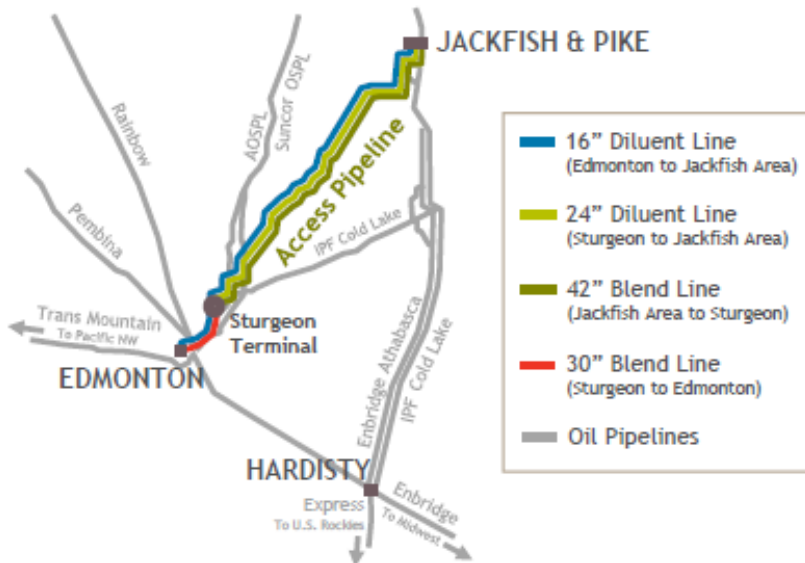 JACKFISH & PIKE
Rainbow
AOSPL
Suncor OSPL
Access Pipeline
Pembina
IPF Cold Lake
Trans Mountain
To Pacific NW
Sturgeon
Terminal
EDMONTON
Enbridge Athabasca
IPF Cold Lake
HARDISTY
Express
To U.S. Rockies
Enbridge
To Midwest
16” Diluent Line
(Edmonton to Jackfish Area)
24” Diluent Line
(Sturgeon to Jackfish Area)
42” Blend Line
(Jackfish Area to Sturgeon)
30” Blend Line
(Sturgeon to Edmonton)
Oil Pipelines